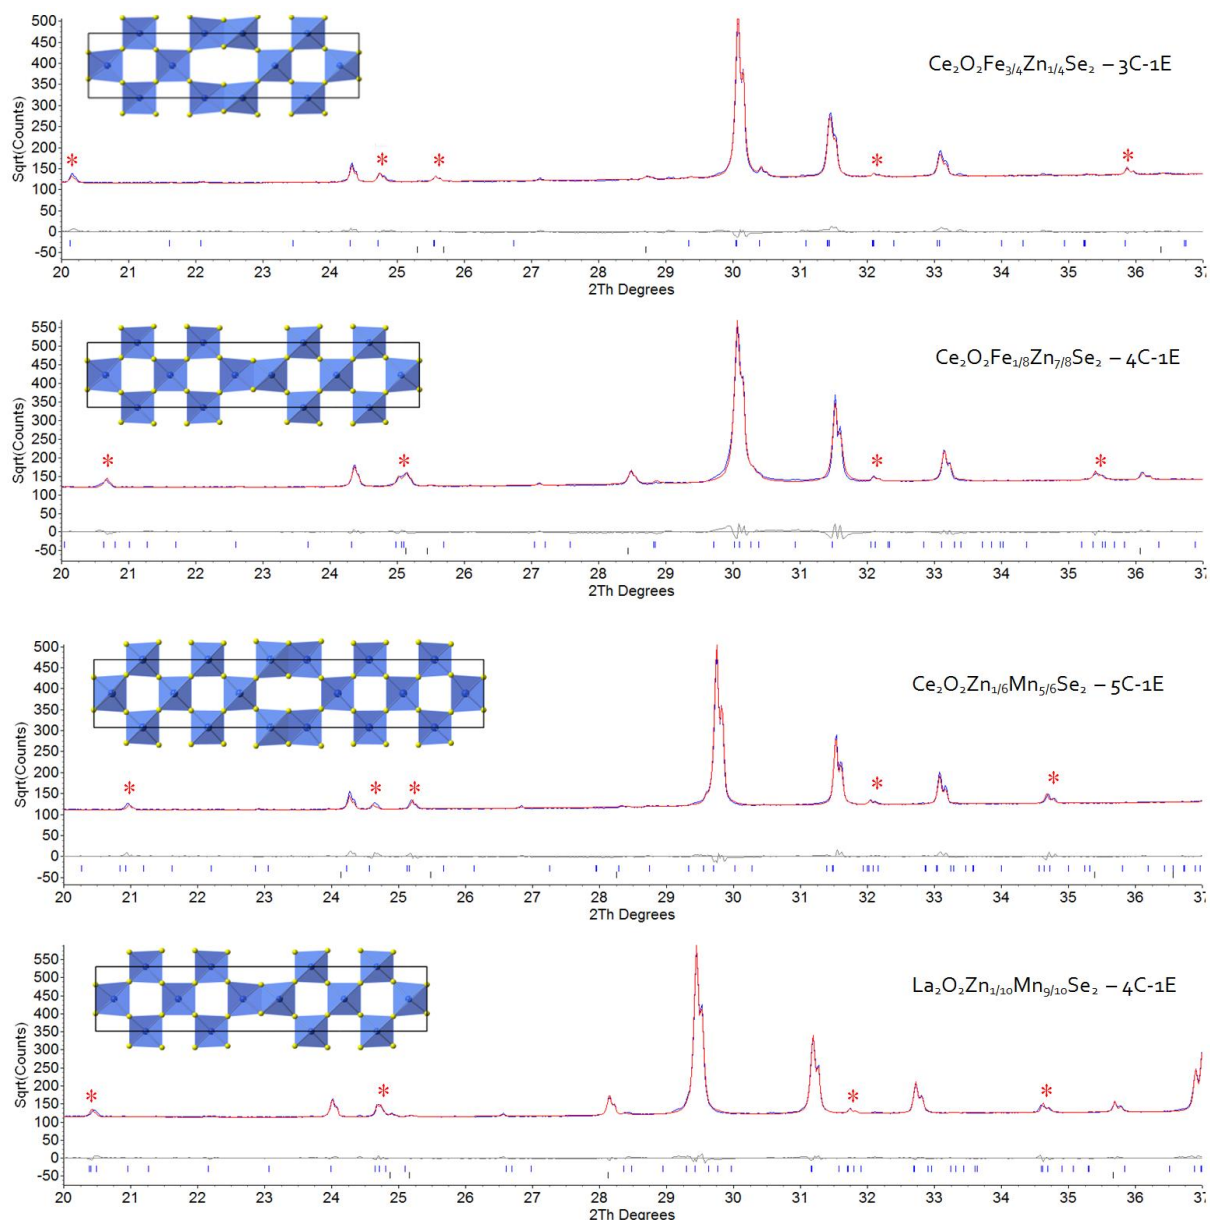 500
450
400
350
300
250
200
150
100
50
0
-50
Sqrt(Counts)
Ce₂O₂Fe₃/₄Zn₁/₄Se₂ – 3C-1E
* * * * *
20 21 22 23 24 25 26 27 28 29 30 31 32 33 34 35 36 37
2Th Degrees
550
500
450
400
350
300
250
200
150
100
50
0
-50
Sqrt(Counts)
Ce₂O₂Fe₁/₈Zn₇/₈Se₂ – 4C-1E
* * * *
20 21 22 23 24 25 26 27 28 29 30 31 32 33 34 35 36 37
2Th Degrees
500
450
400
350
300
250
200
150
100
50
0
-50
Sqrt(Counts)
Ce₂O₂Zn₁/₆Mn₅/₆Se₂ – 5C-1E
* * * * *
20 21 22 23 24 25 26 27 28 29 30 31 32 33 34 35 36 37
2Th Degrees
550
500
450
400
350
300
250
200
150
100
50
0
-50
Sqrt(Counts)
La₂O₂Zn₁/₁₀Mn₉/₁₀Se₂ – 4C-1E
* * * *
20 21 22 23 24 25 26 27 28 29 30 31 32 33 34 35 36 37
2Th Degrees